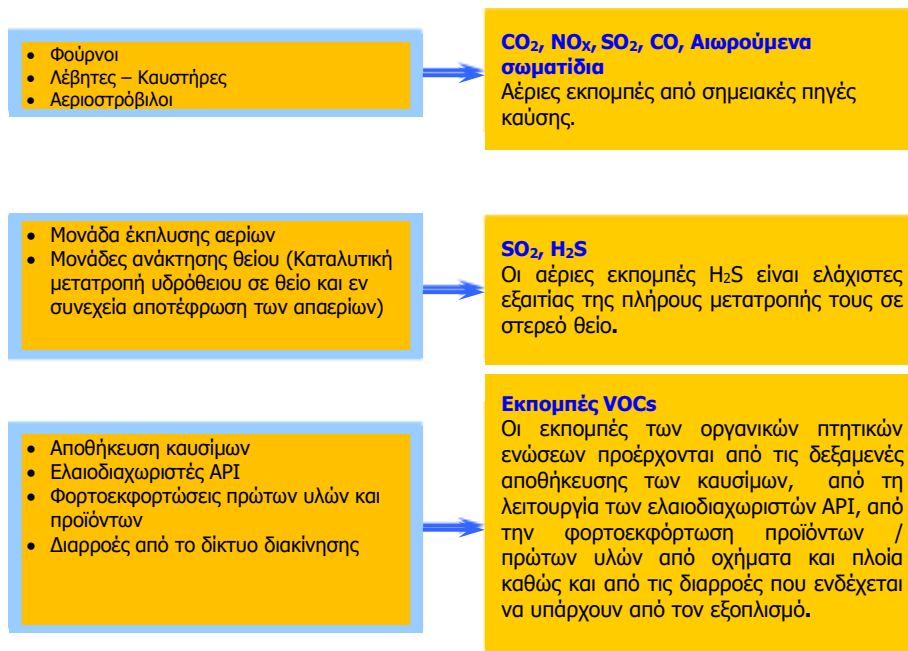 • Φούρνοι
• Λέβητες – Καυστήρες
• Αεριοστρόβιλοι
CO₂, NOₓ, SO₂, CO, Αιωρούμενα
σωματίδια
Αέριες εκπομπές από σημειακές πηγές
καύσης.
• Μονάδα έκπλυσης αερίων
• Μονάδες ανάκτησης θείου (Καταλυτική
μετατροπή υδρόθειου σε θείο και εν
συνεχεία αποτέφρωση των απαερίων)
SO₂, H₂S
Οι αέριες εκπομπές H₂S είναι ελάχιστες
εξαιτίας της πλήρους μετατροπής τους σε
στερεό θείο.
• Αποθήκευση καυσίμων
• Ελαιοδιαχωριστές API
• Φορτοεκφορτώσεις πρώτων υλών και
προϊόντων
• Διαρροές από το δίκτυο διακίνησης
Εκπομπές VOCs
Οι εκπομπές των οργανικών πτητικών
ενώσεων προέρχονται από τις δεξαμενές
αποθήκευσης των καυσίμων, από τη
λειτουργία των ελαιοδιαχωριστών API, από
την φορτοεκφόρτωση προϊόντων /
πρώτων υλών από οχήματα και πλοία
καθώς και από τις διαρροές που ενδέχεται
να υπάρχουν από τον εξοπλισμό.